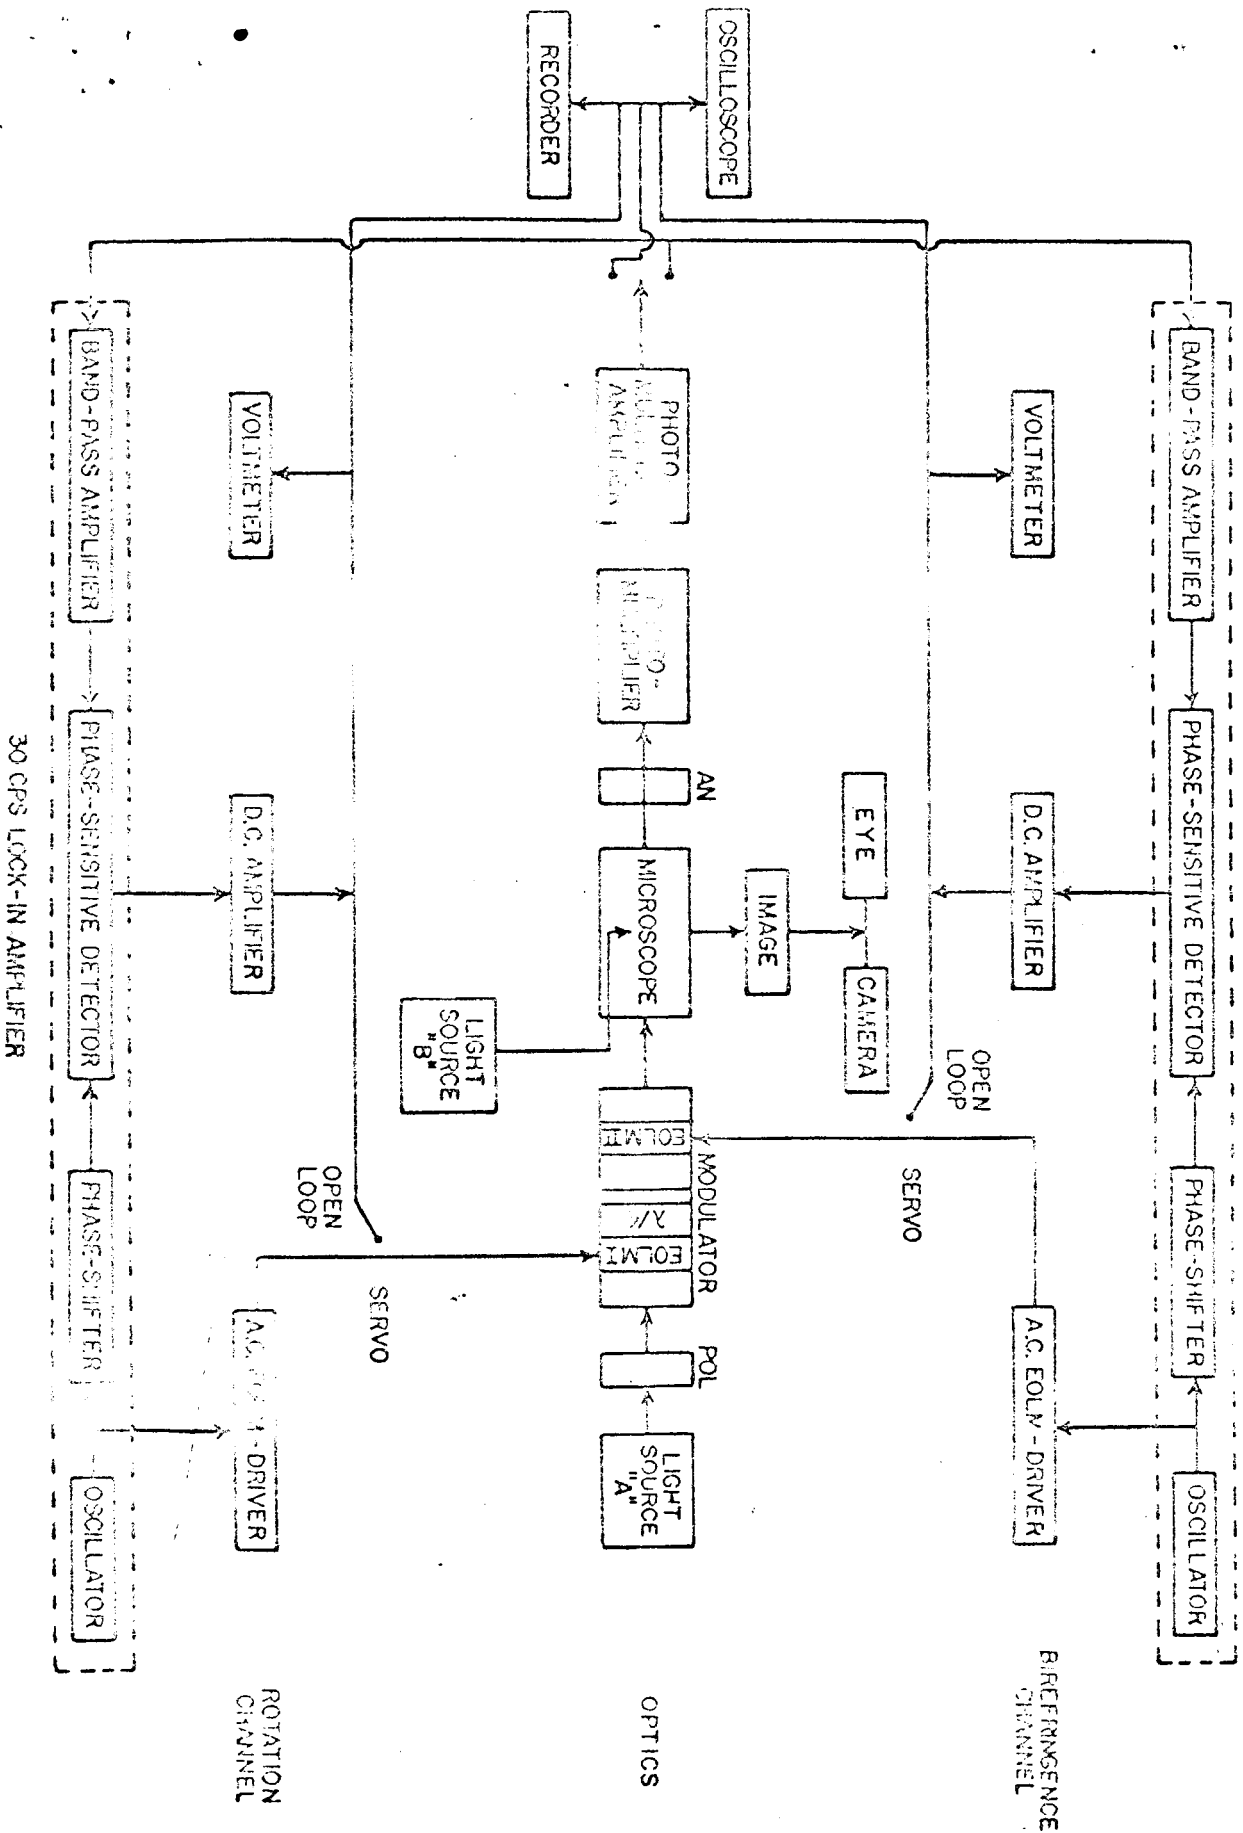 BAND-PASS AMPLIFIER
PHASE-SENSITIVE DETECTOR
PHASE-SHIFTER
OSCILLATOR
VOLTMETER
D.C. AMPLIFIER
A.C. EOLM-DRIVER
BIREFRINGENCE
CHANNEL
OPEN
LOOP
SERVO
OSCILLOSCOPE
RECORDER
EYE
CAMERA
IMAGE
PHOTO
AMPLIFIER
AN
MICROSCOPE
MODULATOR
EOLM II
λ/4
EOLM I
POL
LIGHT
SOURCE
"A"
OPTICS
LIGHT
SOURCE
"B"
OPEN
LOOP
SERVO
VOLTMETER
D.C. AMPLIFIER
A.C.
-DRIVER
ROTATION
CHANNEL
BAND-PASS AMPLIFIER
PHASE-SENSITIVE DETECTOR
PHASE-SHIFTER
OSCILLATOR
30 CPS LOCK-IN AMPLIFIER